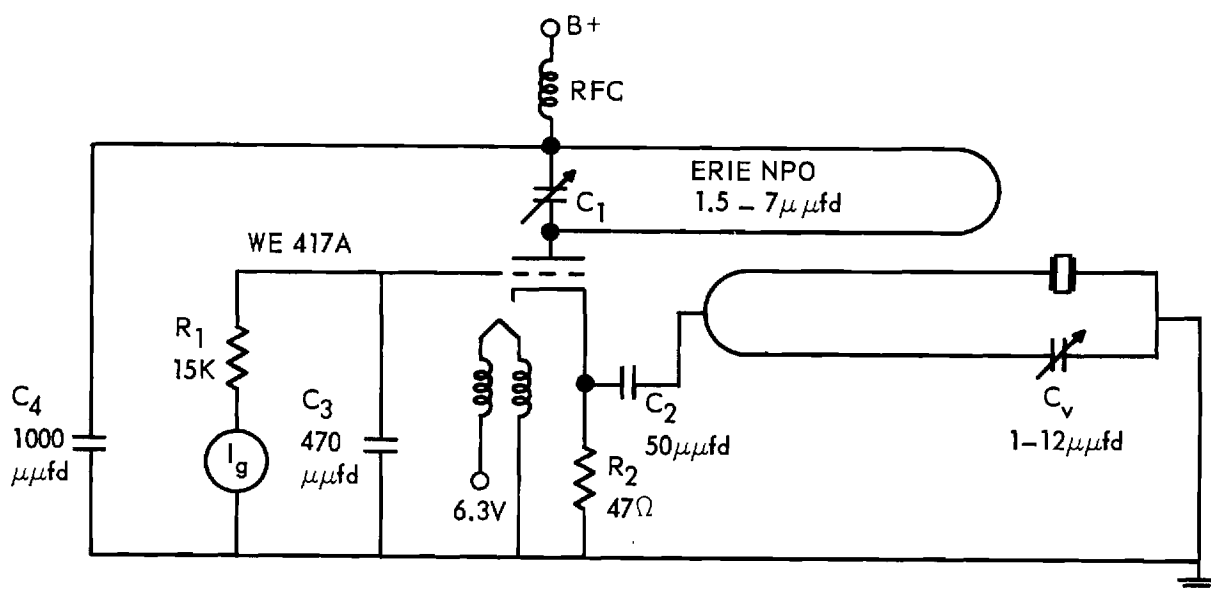 B+
RFC
ERIE NPO
1.5 – 7μμfd
C1
WE 417A
R1
15K
C4
1000
μμfd
C3
470
μμfd
Ig
6.3V
C2
50μμfd
R2
47Ω
Cv
1–12μμfd